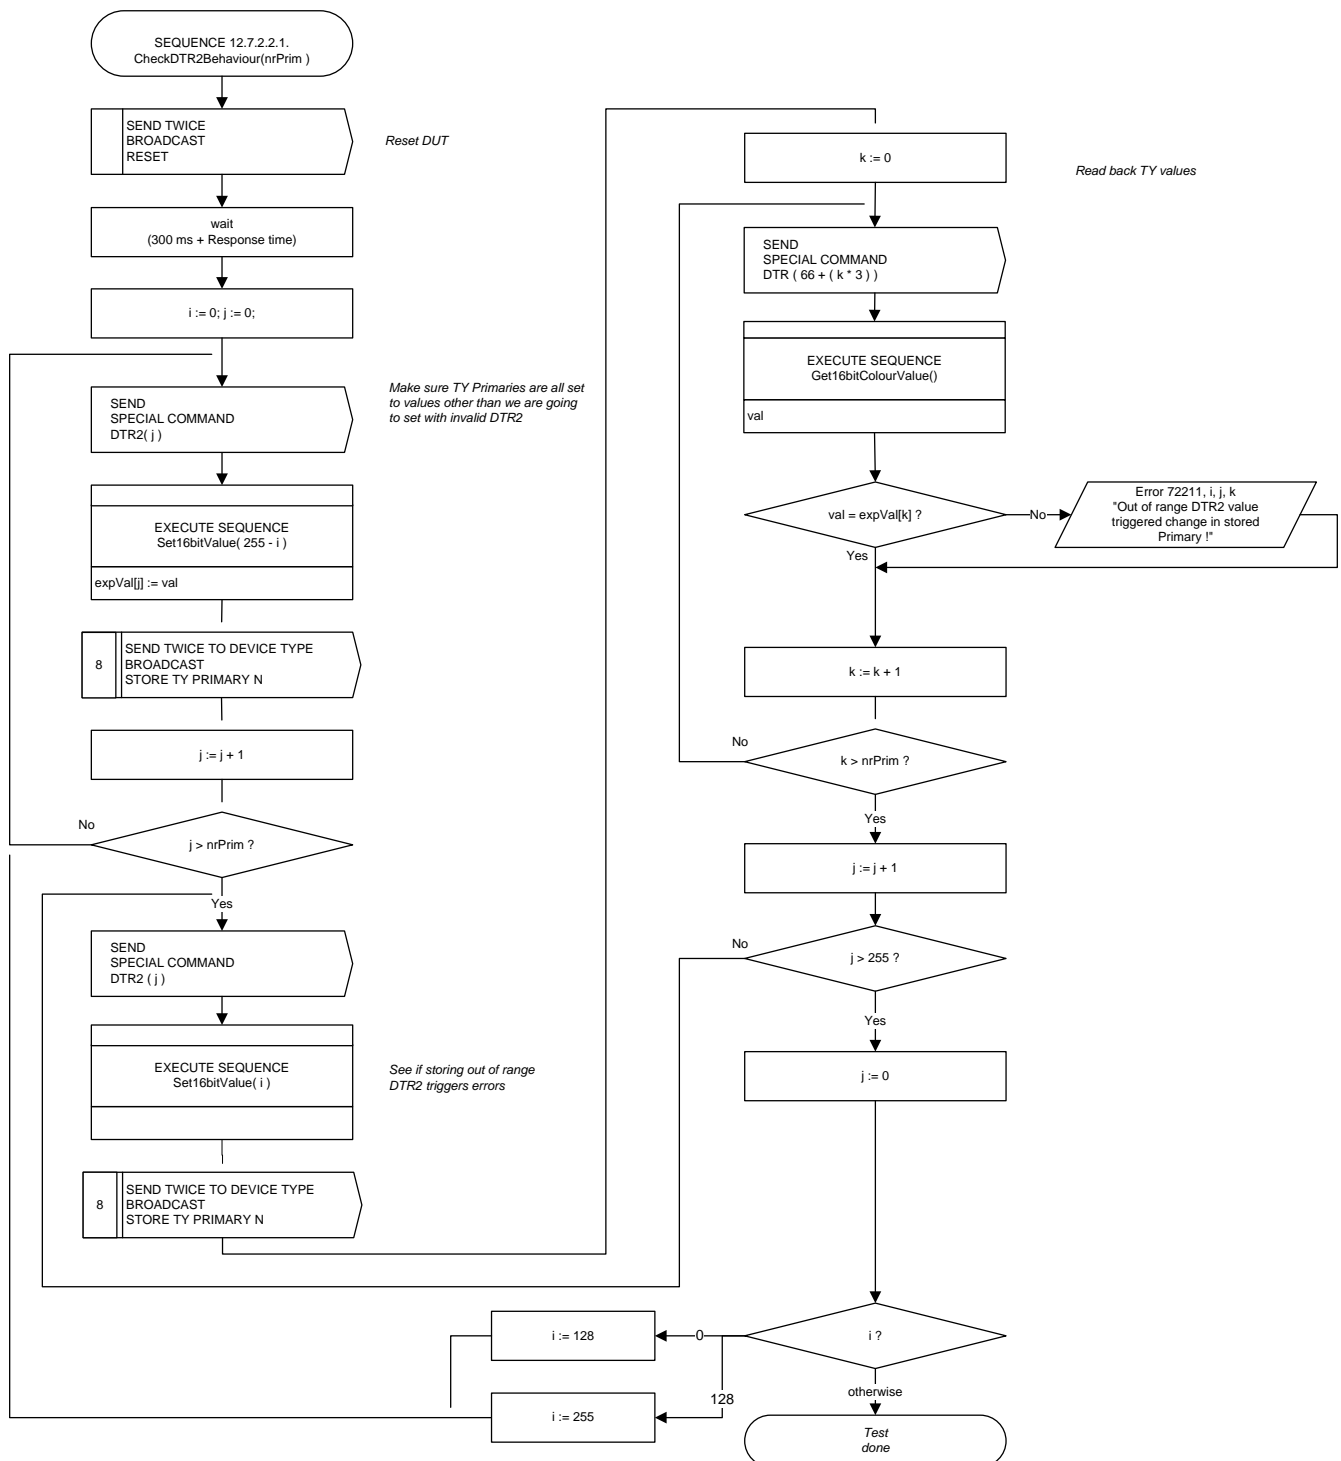 SEQUENCE 12.7.2.2.1.
CheckDTR2Behaviour(nrPrim )
SEND TWICE
BROADCAST
RESET
Reset DUT
wait
(300 ms + Response time)
i := 0; j := 0;
SEND
SPECIAL COMMAND
DTR2( j )
Make sure TY Primaries are all set
to values other than we are going
to set with invalid DTR2
EXECUTE SEQUENCE
Set16bitValue( 255 - i )
expVal[j] := val
8
SEND TWICE TO DEVICE TYPE
BROADCAST
STORE TY PRIMARY N
j := j + 1
No
j > nrPrim ?
Yes
SEND
SPECIAL COMMAND
DTR2 ( j )
EXECUTE SEQUENCE
Set16bitValue( i )
See if storing out of range
DTR2 triggers errors
8
SEND TWICE TO DEVICE TYPE
BROADCAST
STORE TY PRIMARY N
k := 0
Read back TY values
SEND
SPECIAL COMMAND
DTR ( 66 + ( k * 3 ) )
EXECUTE SEQUENCE
Get16bitColourValue()
val
val = expVal[k] ?
No
Error 72211, i, j, k
"Out of range DTR2 value
triggered change in stored
Primary !"
Yes
k := k + 1
No
k > nrPrim ?
Yes
j := j + 1
No
j > 255 ?
Yes
j := 0
i ?
0
i := 128
128
i := 255
otherwise
Test
done